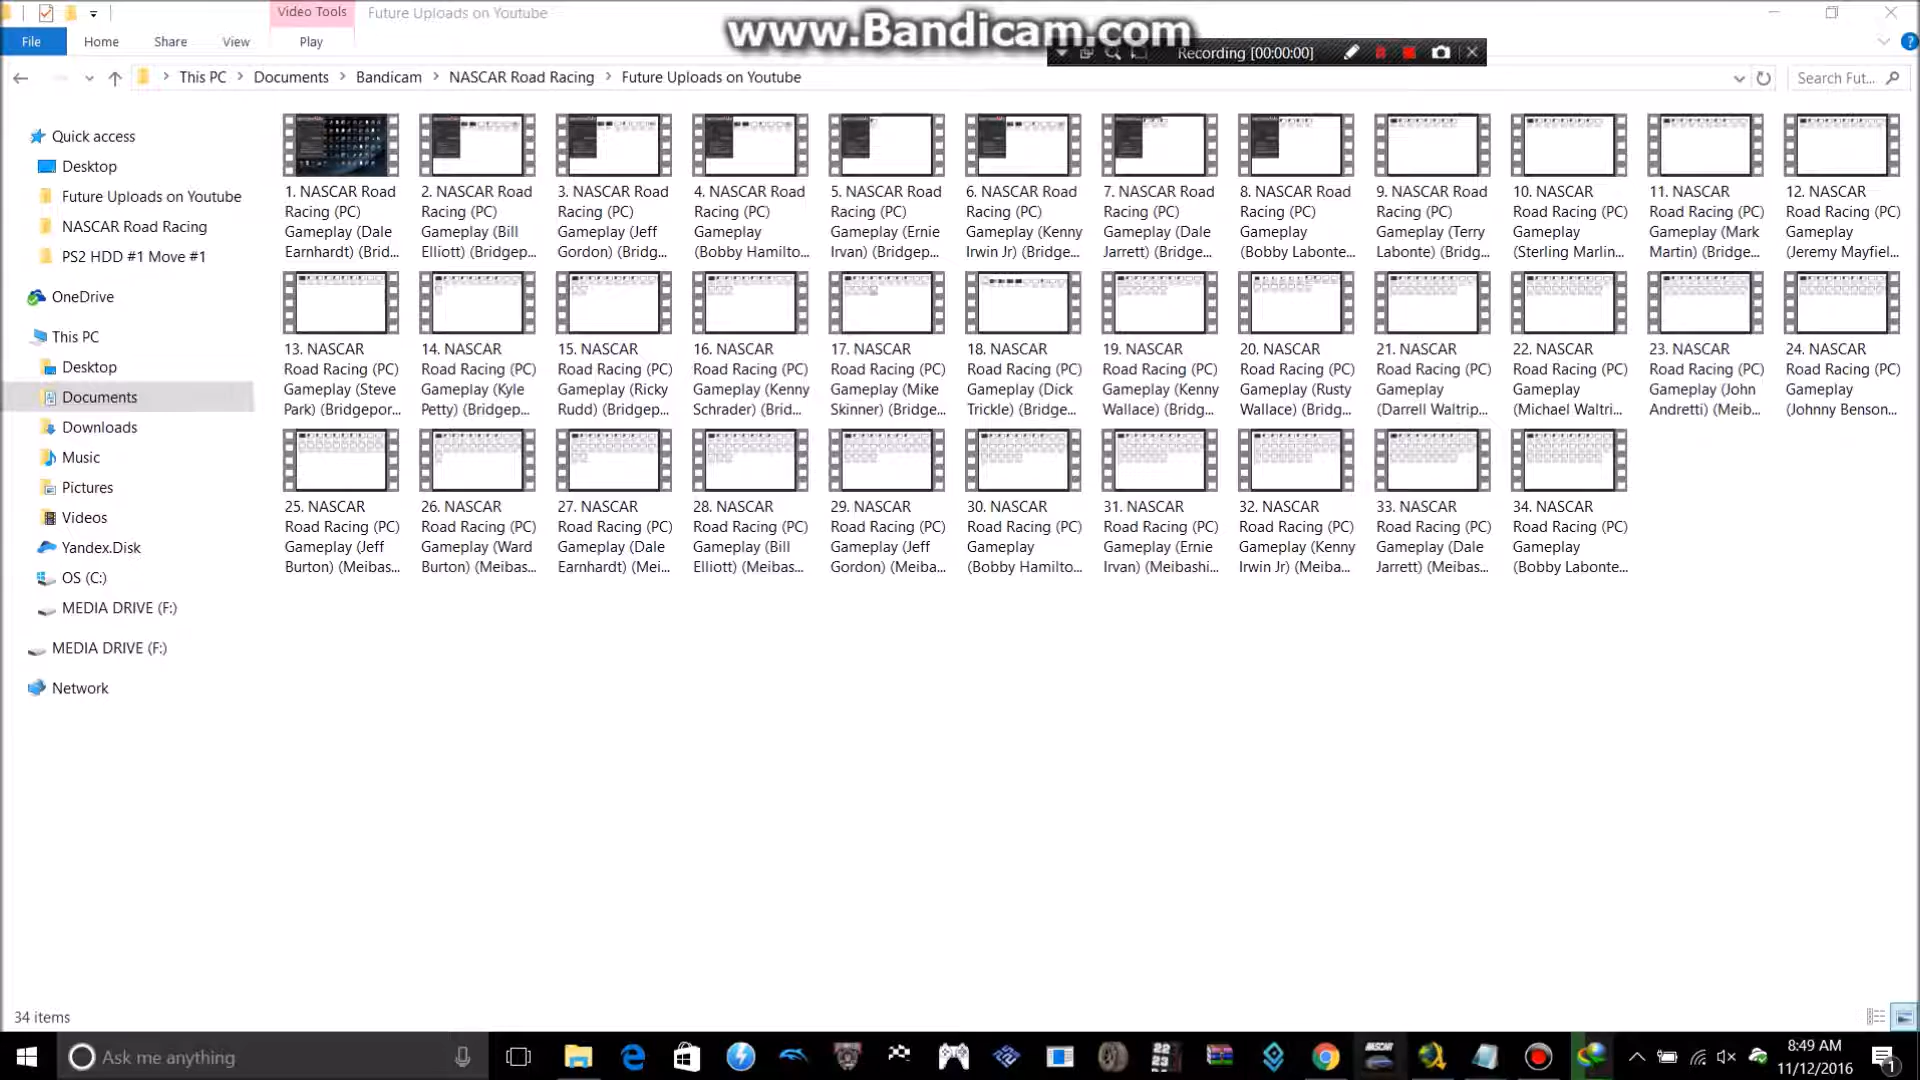 Video Tools
Future Uploads on Youtube
www.Bandicam.com
File
Home
Share
View
Play
Recording [00:00:00]
This PC
Documents
Bandicam
NASCAR Road Racing
Future Uploads on Youtube
Search Fut...
Quick access
Desktop
Future Uploads on Youtube
NASCAR Road Racing
PS2 HDD #1 Move #1
OneDrive
This PC
Desktop
Documents
Downloads
Music
Pictures
Videos
Yandex.Disk
OS (C:)
MEDIA DRIVE (F:)
MEDIA DRIVE (F:)
Network
1. NASCAR Road
Racing (PC)
Gameplay (Dale
Earnhardt) (Brid...
2. NASCAR Road
Racing (PC)
Gameplay (Bill
Elliott) (Bridgep...
3. NASCAR Road
Racing (PC)
Gameplay (Jeff
Gordon) (Bridg...
4. NASCAR Road
Racing (PC)
Gameplay
(Bobby Hamilto...
5. NASCAR Road
Racing (PC)
Gameplay (Ernie
Irvan) (Bridgep...
6. NASCAR Road
Racing (PC)
Gameplay (Kenny
Irwin Jr) (Bridge...
7. NASCAR Road
Racing (PC)
Gameplay (Dale
Jarrett) (Bridge...
8. NASCAR Road
Racing (PC)
Gameplay
(Bobby Labonte...
9. NASCAR Road
Racing (PC)
Gameplay (Terry
Labonte) (Bridg...
10. NASCAR
Road Racing (PC)
Gameplay
(Sterling Marlin...
11. NASCAR
Road Racing (PC)
Gameplay (Mark
Martin) (Bridge...
12. NASCAR
Road Racing (PC)
Gameplay
(Jeremy Mayfiel...
13. NASCAR
Road Racing (PC)
Gameplay (Steve
Park) (Bridgepor...
14. NASCAR
Road Racing (PC)
Gameplay (Kyle
Petty) (Bridgep...
15. NASCAR
Road Racing (PC)
Gameplay (Ricky
Rudd) (Bridgep...
16. NASCAR
Road Racing (PC)
Gameplay (Kenny
Schrader) (Brid...
17. NASCAR
Road Racing (PC)
Gameplay (Mike
Skinner) (Bridge...
18. NASCAR
Road Racing (PC)
Gameplay (Dick
Trickle) (Bridge...
19. NASCAR
Road Racing (PC)
Gameplay (Kenny
Wallace) (Bridg...
20. NASCAR
Road Racing (PC)
Gameplay (Rusty
Wallace) (Bridg...
21. NASCAR
Road Racing (PC)
Gameplay
(Darrell Waltrip...
22. NASCAR
Road Racing (PC)
Gameplay
(Michael Waltri...
23. NASCAR
Road Racing (PC)
Gameplay (John
Andretti) (Meib...
24. NASCAR
Road Racing (PC)
Gameplay
(Johnny Benson...
25. NASCAR
Road Racing (PC)
Gameplay (Jeff
Burton) (Meibas...
26. NASCAR
Road Racing (PC)
Gameplay (Ward
Burton) (Meibas...
27. NASCAR
Road Racing (PC)
Gameplay (Dale
Earnhardt) (Mei...
28. NASCAR
Road Racing (PC)
Gameplay (Bill
Elliott) (Meibas...
29. NASCAR
Road Racing (PC)
Gameplay (Jeff
Gordon) (Meiba...
30. NASCAR
Road Racing (PC)
Gameplay
(Bobby Hamilto...
31. NASCAR
Road Racing (PC)
Gameplay (Ernie
Irvan) (Meibashi...
32. NASCAR
Road Racing (PC)
Gameplay (Kenny
Irwin Jr) (Meiba...
33. NASCAR
Road Racing (PC)
Gameplay (Dale
Jarrett) (Meibas...
34. NASCAR
Road Racing (PC)
Gameplay
(Bobby Labonte...
34 items
Ask me anything
8:49 AM
11/12/2016
1